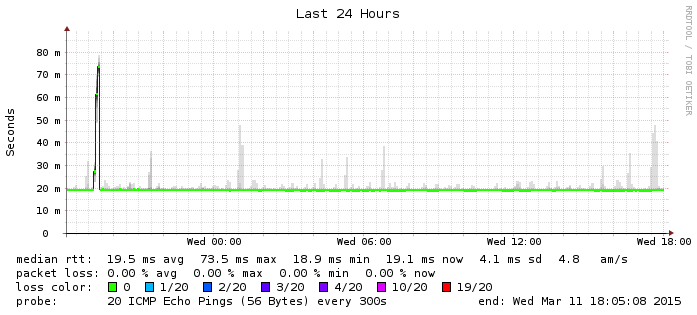 Last 24 Hours
RRDTOOL / TOBI OETIKER
Seconds
80 m
70 m
60 m
50 m
40 m
30 m
20 m
10 m
0
Wed 00:00 Wed 06:00 Wed 12:00 Wed 18:00
median rtt: 19.5 ms avg 73.5 ms max 18.9 ms min 19.1 ms now 4.1 ms sd 4.8 am/s
packet loss: 0.00 % avg 0.00 % max 0.00 % min 0.00 % now
loss color: 0 1/20 2/20 3/20 4/20 10/20 19/20
probe: 20 ICMP Echo Pings (56 Bytes) every 300s end: Wed Mar 11 18:05:08 2015